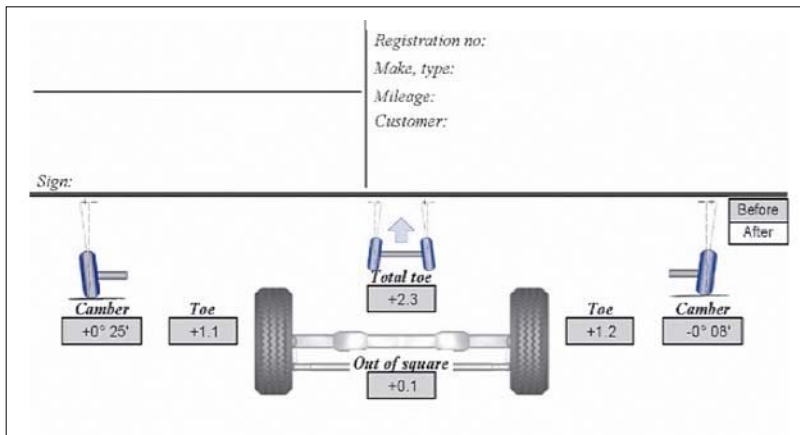 Registration no:
Make, type:
Mileage:
Customer:
Sign:
Before
After
Total toe
+2.3
Camber
+0° 25'
Toe
+1.1
Toe
+1.2
Camber
-0° 08'
Out of square
+0.1